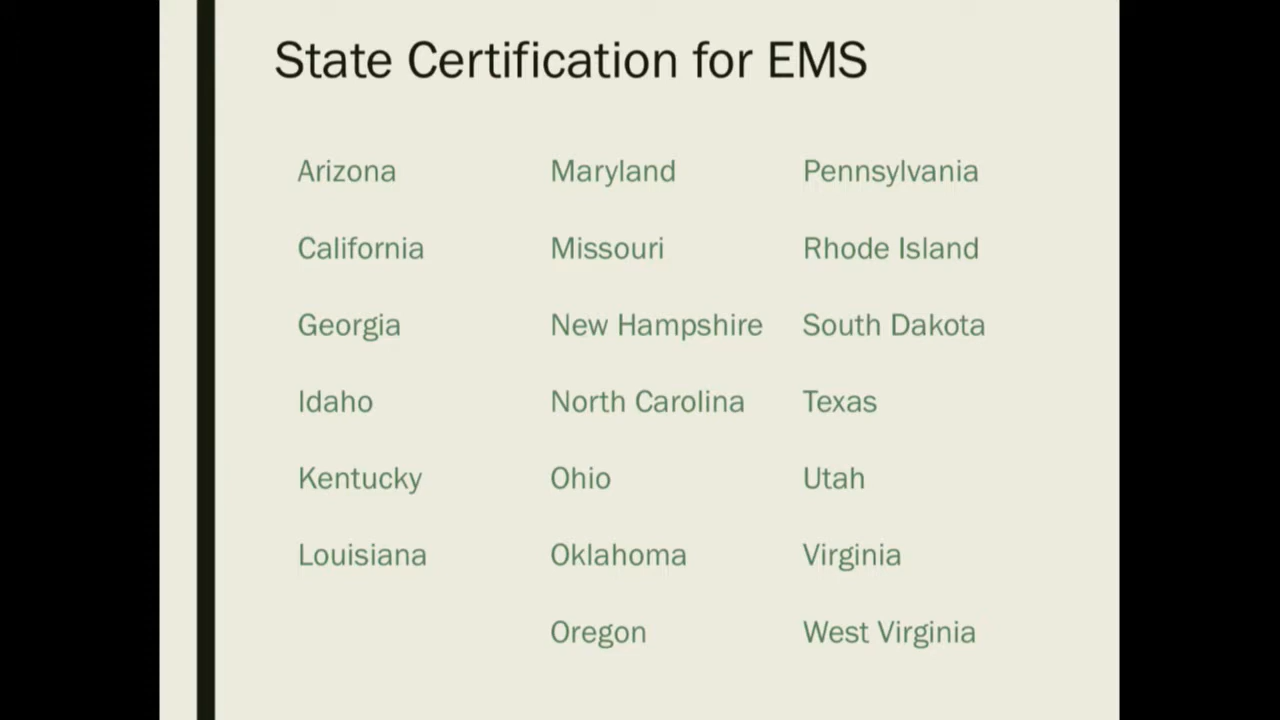 State Certification for EMS
Arizona
California
Georgia
Idaho
Kentucky
Louisiana
Maryland
Missouri
New Hampshire
North Carolina
Ohio
Oklahoma
Oregon
Pennsylvania
Rhode Island
South Dakota
Texas
Utah
Virginia
West Virginia